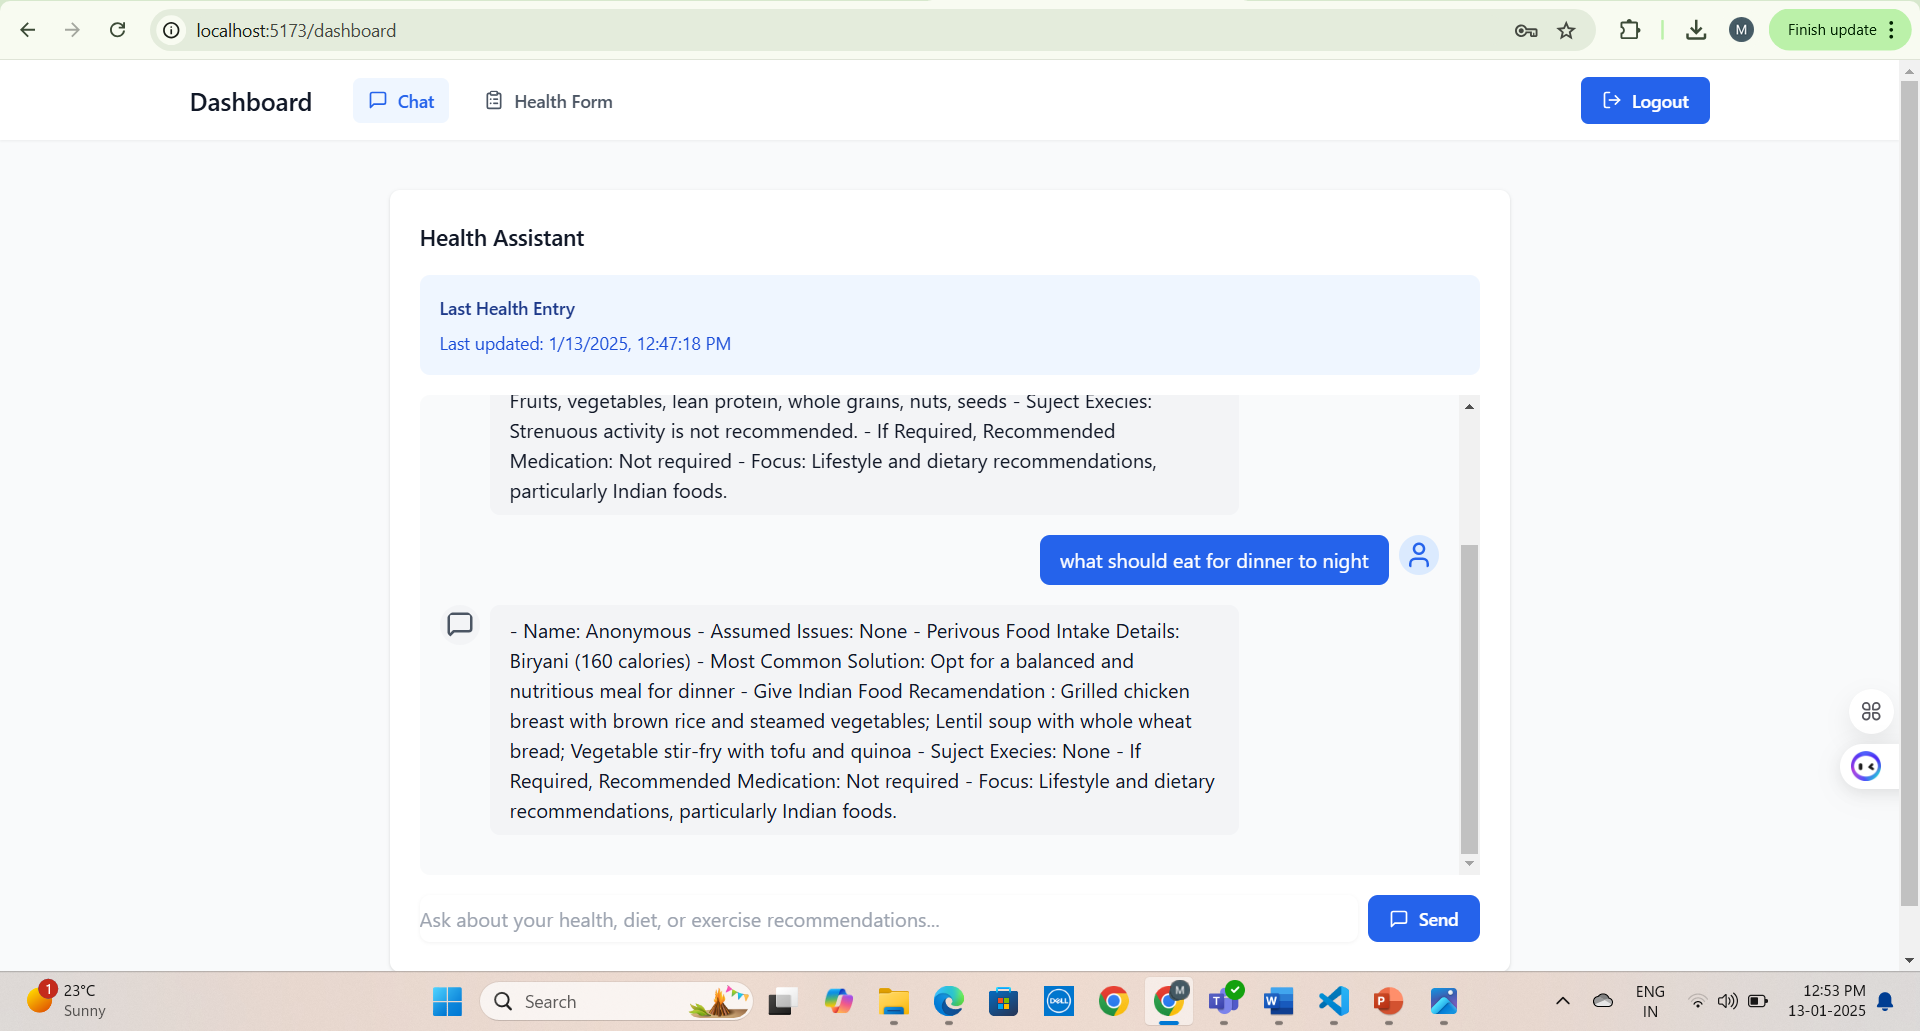 localhost:5173/dashboard
M
Finish update
Dashboard
Chat
Health Form
Logout
Health Assistant
Last Health Entry
Last updated: 1/13/2025, 12:47:18 PM
Fruits, vegetables, lean protein, whole grains, nuts, seeds - Suject Execies:
Strenuous activity is not recommended. - If Required, Recommended
Medication: Not required - Focus: Lifestyle and dietary recommendations,
particularly Indian foods.
what should eat for dinner to night
- Name: Anonymous - Assumed Issues: None - Perivous Food Intake Details:
Biryani (160 calories) - Most Common Solution: Opt for a balanced and
nutritious meal for dinner - Give Indian Food Recamendation : Grilled chicken
breast with brown rice and steamed vegetables; Lentil soup with whole wheat
bread; Vegetable stir-fry with tofu and quinoa - Suject Execies: None - If
Required, Recommended Medication: Not required - Focus: Lifestyle and dietary
recommendations, particularly Indian foods.
Ask about your health, diet, or exercise recommendations...
Send
1
23°C
Sunny
Search
DELL
M
T
W
P
ENG
IN
12:53 PM
13-01-2025